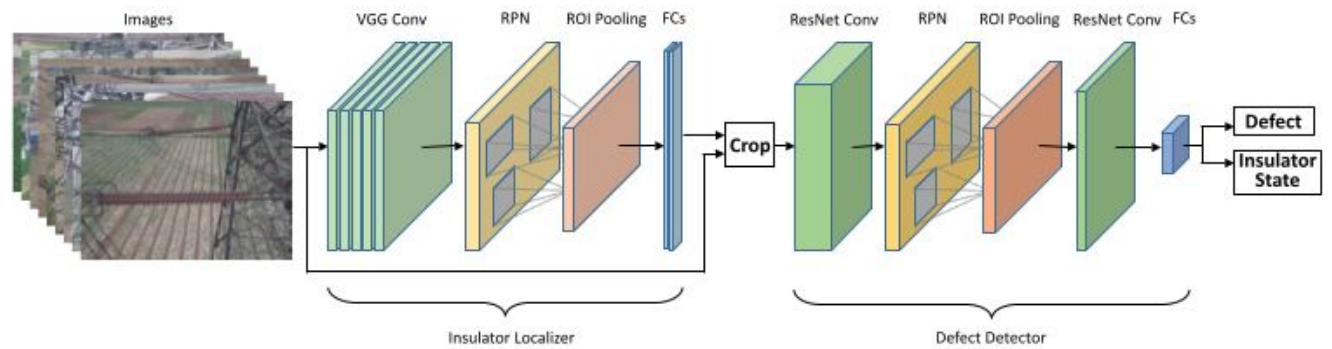 Images
VGG Conv
RPN
ROI Pooling
FCs
ResNet Conv
RPN
ROI Pooling
ResNet Conv
FCs
Crop
Defect
Insulator
State
Insulator Localizer
Defect Detector